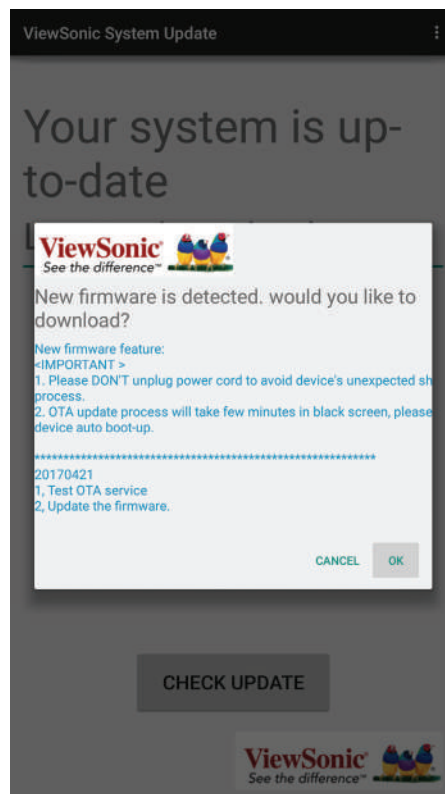 ViewSonic System Update
Your system is up-
to-date
ViewSonic®
See the difference™
New firmware is detected. would you like to
download?
New firmware feature:
<IMPORTANT >
1. Please DON'T unplug power cord to avoid device's unexpected sh
process.
2. OTA update process will take few minutes in black screen, please
device auto boot-up.
**************************************************************
20170421
1, Test OTA service
2, Update the firmware.
CANCEL OK
CHECK UPDATE
ViewSonic®
See the difference™